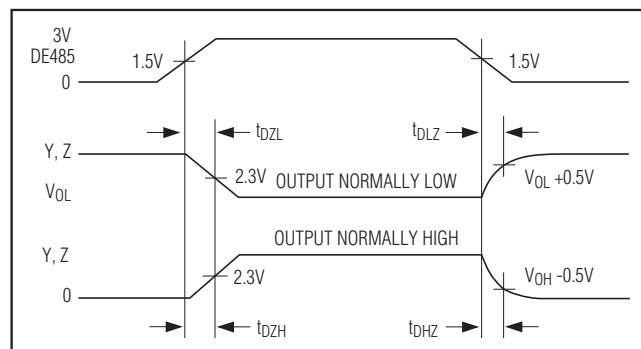 3V
DE485
0
1.5V
1.5V
tDZL
tDLZ
Y, Z
VOL
2.3V
OUTPUT NORMALLY LOW
VOL +0.5V
OUTPUT NORMALLY HIGH
Y, Z
0
2.3V
VOH -0.5V
tDZH
tDHZ